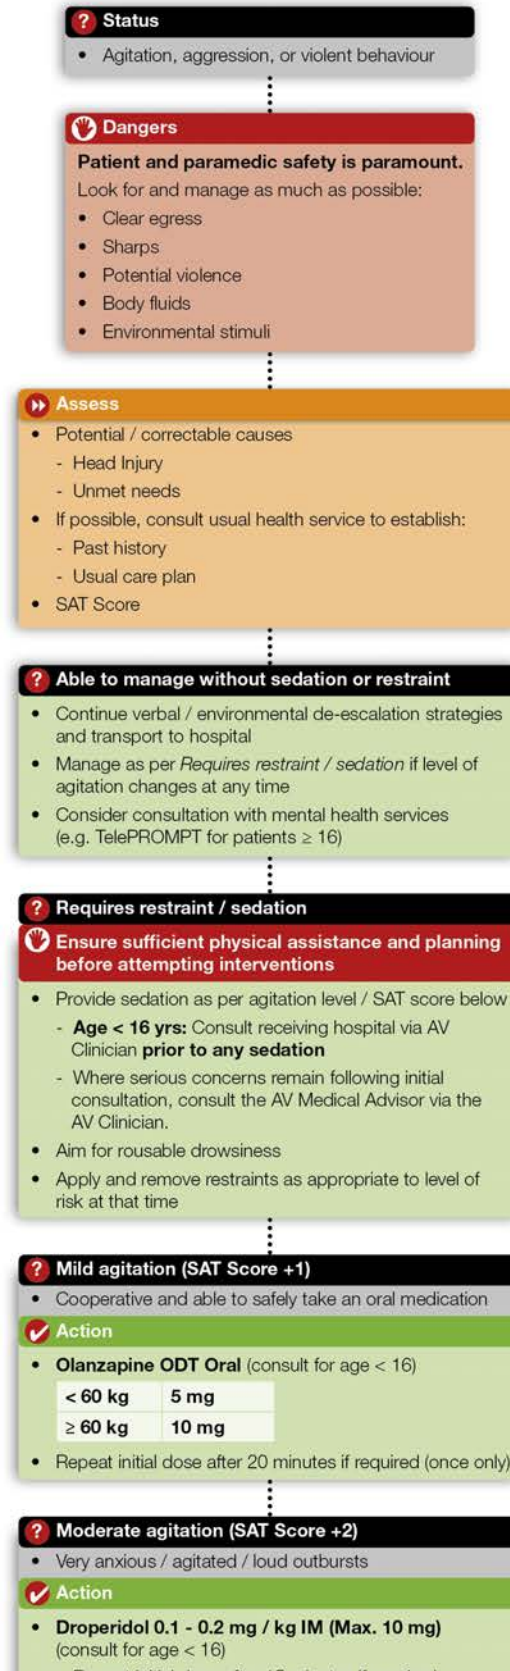 Status
• Agitation, aggression, or violent behaviour
Dangers
Patient and paramedic safety is paramount.
Look for and manage as much as possible:
• Clear egress
• Sharps
• Potential violence
• Body fluids
• Environmental stimuli
Assess
• Potential / correctable causes
- Head Injury
- Unmet needs
• If possible, consult usual health service to establish:
- Past history
- Usual care plan
• SAT Score
Able to manage without sedation or restraint
• Continue verbal / environmental de-escalation strategies
and transport to hospital
• Manage as per Requires restraint / sedation if level of
agitation changes at any time
• Consider consultation with mental health services
(e.g. TelePROMPT for patients ≥ 16)
Requires restraint / sedation
Ensure sufficient physical assistance and planning
before attempting interventions
• Provide sedation as per agitation level / SAT score below
- Age < 16 yrs: Consult receiving hospital via AV
Clinician prior to any sedation
- Where serious concerns remain following initial
consultation, consult the AV Medical Advisor via the
AV Clinician.
• Aim for rousable drowsiness
• Apply and remove restraints as appropriate to level of
risk at that time
Mild agitation (SAT Score +1)
• Cooperative and able to safely take an oral medication
Action
• Olanzapine ODT Oral (consult for age < 16)
< 60 kg 5 mg
≥ 60 kg 10 mg
• Repeat initial dose after 20 minutes if required (once only)
Moderate agitation (SAT Score +2)
• Very anxious / agitated / loud outbursts
Action
• Droperidol 0.1 - 0.2 mg / kg IM (Max. 10 mg)
(consult for age < 16)